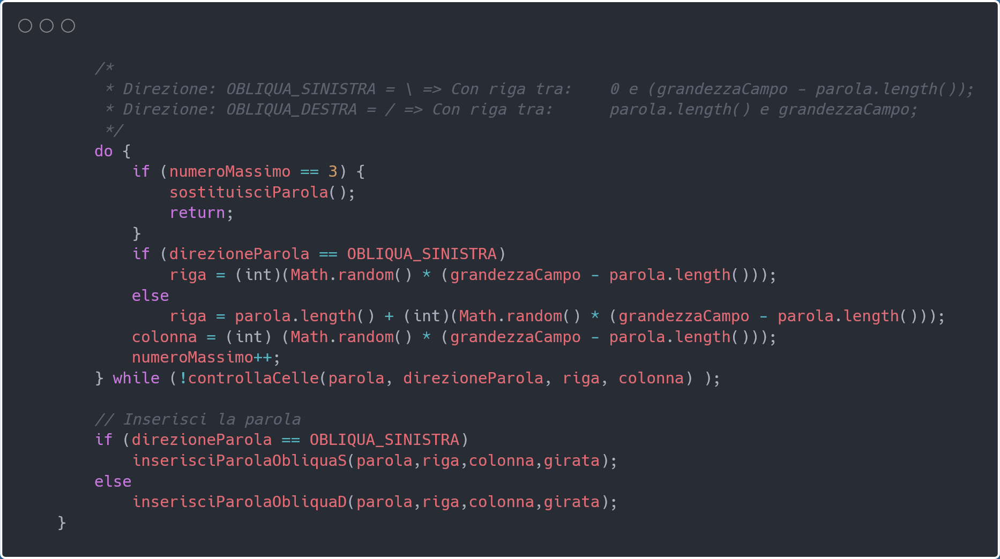 /*
 * Direzione: OBLIQUA_SINISTRA = \ => Con riga tra:    0 e (grandezzaCampo - parola.length());
 * Direzione: OBLIQUA_DESTRA = / => Con riga tra:      parola.length() e grandezzaCampo;
 */
do {
    if (numeroMassimo == 3) {
        sostituisciParola();
        return;
    }
    if (direzioneParola == OBLIQUA_SINISTRA)
        riga = (int)(Math.random() * (grandezzaCampo - parola.length()));
    else
        riga = parola.length() + (int)(Math.random() * (grandezzaCampo - parola.length()));
    colonna = (int) (Math.random() * (grandezzaCampo - parola.length()));
    numeroMassimo++;
} while (!controllaCelle(parola, direzioneParola, riga, colonna) );

// Inserisci la parola
if (direzioneParola == OBLIQUA_SINISTRA)
    inserisciParolaObliquaS(parola,riga,colonna,girata);
else
    inserisciParolaObliquaD(parola,riga,colonna,girata);
}